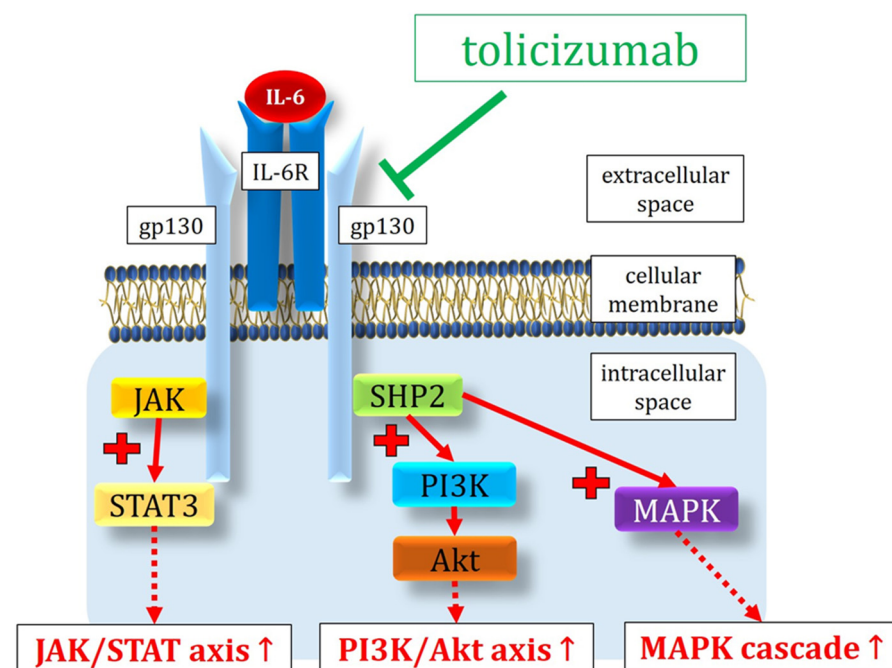 tolicizumab
IL-6
IL-6R
gp130
gp130
extracellular
space
cellular
membrane
intracellular
space
JAK
SHP2
STAT3
PI3K
MAPK
Akt
JAK/STAT axis ↑
PI3K/Akt axis ↑
MAPK cascade ↑